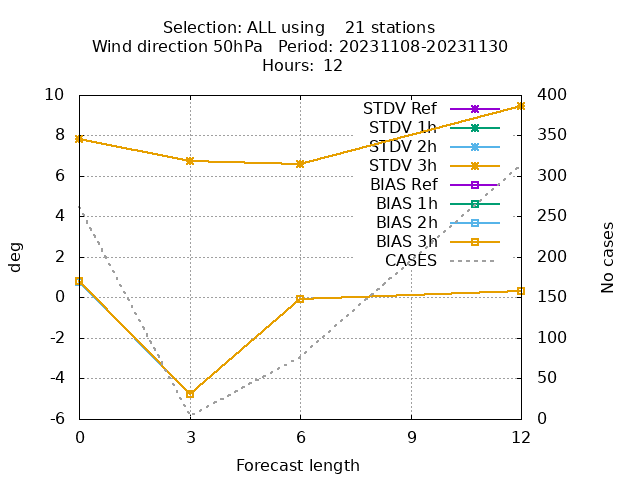 Selection: ALL using 21 stations
Wind direction 50hPa Period: 20231108-20231130
Hours: 12
10
8
6
4
2
0
-2
-4
-6
deg
400
350
300
250
200
150
100
50
0
No cases
STDV Ref
STDV 1h
STDV 2h
STDV 3h
BIAS Ref
BIAS 1h
BIAS 2h
BIAS 3h
CASES
0 3 6 9 12
Forecast length